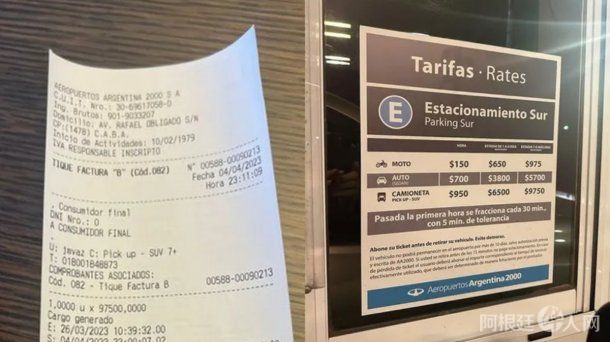 AEROPUERTOS ARGENTINA 2000 S A
C.U.I.T. Nro.: 30-69617058-0
Ing. Brutos: 901-9033207
Domicilio: AV. RAFAEL OBLIGADO S/N
CP:(1478) C.A.B.A.
Inicio de Actividades: 10/02/1979
IVA RESPONSABLE INSCRIPTO
TIQUE FACTURA "B" (Cód.082)
N° 00588-00090213
Fecha 04/04/2023
Hora 23:11:09
. Consumidor final
DNI Nro.: 0
A CONSUMIDOR FINAL
C: Pick up - SUV 7+
T: 018001848873
COMPROBANTES ASOCIADOS:
Cód. 082 - Tique Factura B
00588-00090213
1,0000 u x 97500,0000
Cargo generado
E: 26/03/2023 10:39:32.00
Tarifas · Rates
E
Estacionamiento Sur
Parking Sur
HORA
MOTO $150 $650 $975
AUTO $700 $3800 $5700
(SEDAN)
CAMIONETA $950 $6500 $9750
PICK UP - SUV
Pasada la primera hora se fracciona cada 30 min.,
con 5 min. de tolerancia
Abone su ticket antes de retirar su vehículo. Evite demoras.
Aeropuertos Argentina 2000
阿根廷华人网